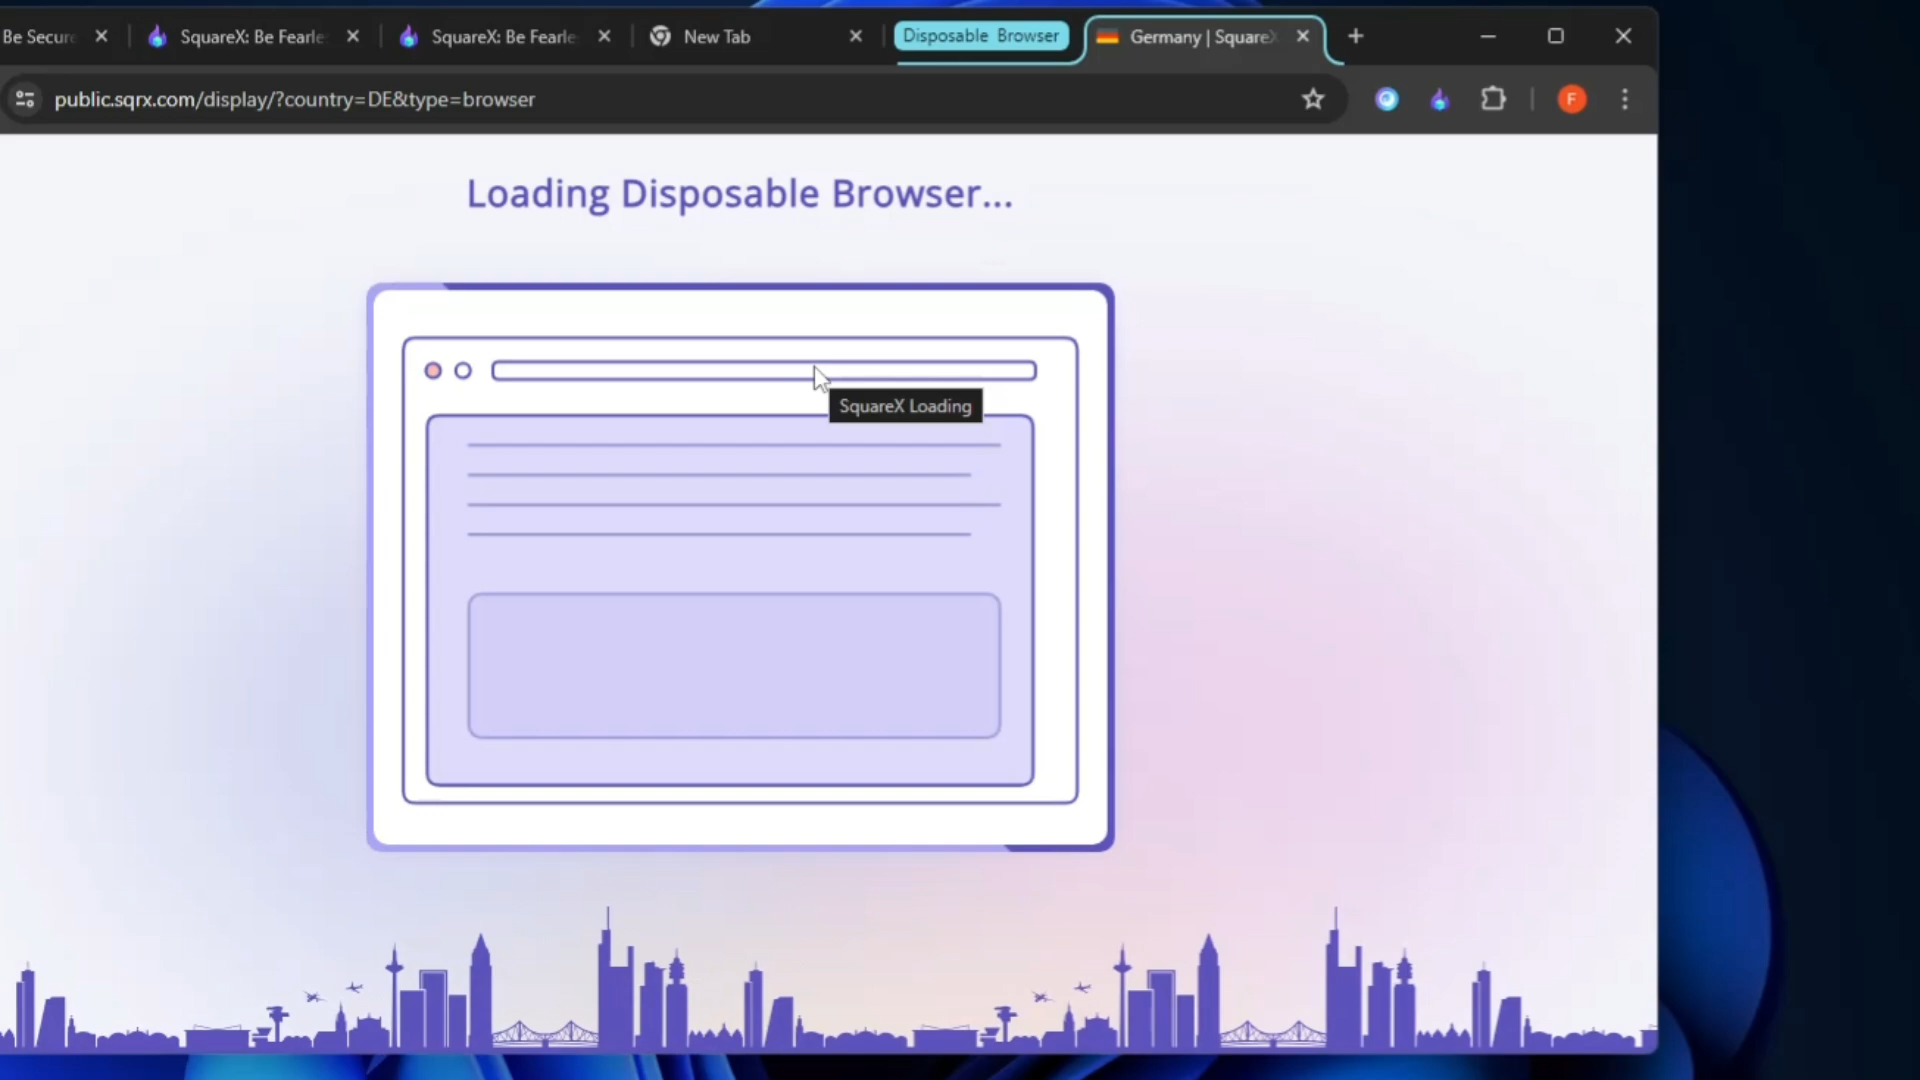 Be Secure
SquareX: Be Fearle
SquareX: Be Fearle
New Tab
Disposable Browser
Germany | SquareX
public.sqrx.com/display/?country=DE&type=browser
F
Loading Disposable Browser...
SquareX Loading